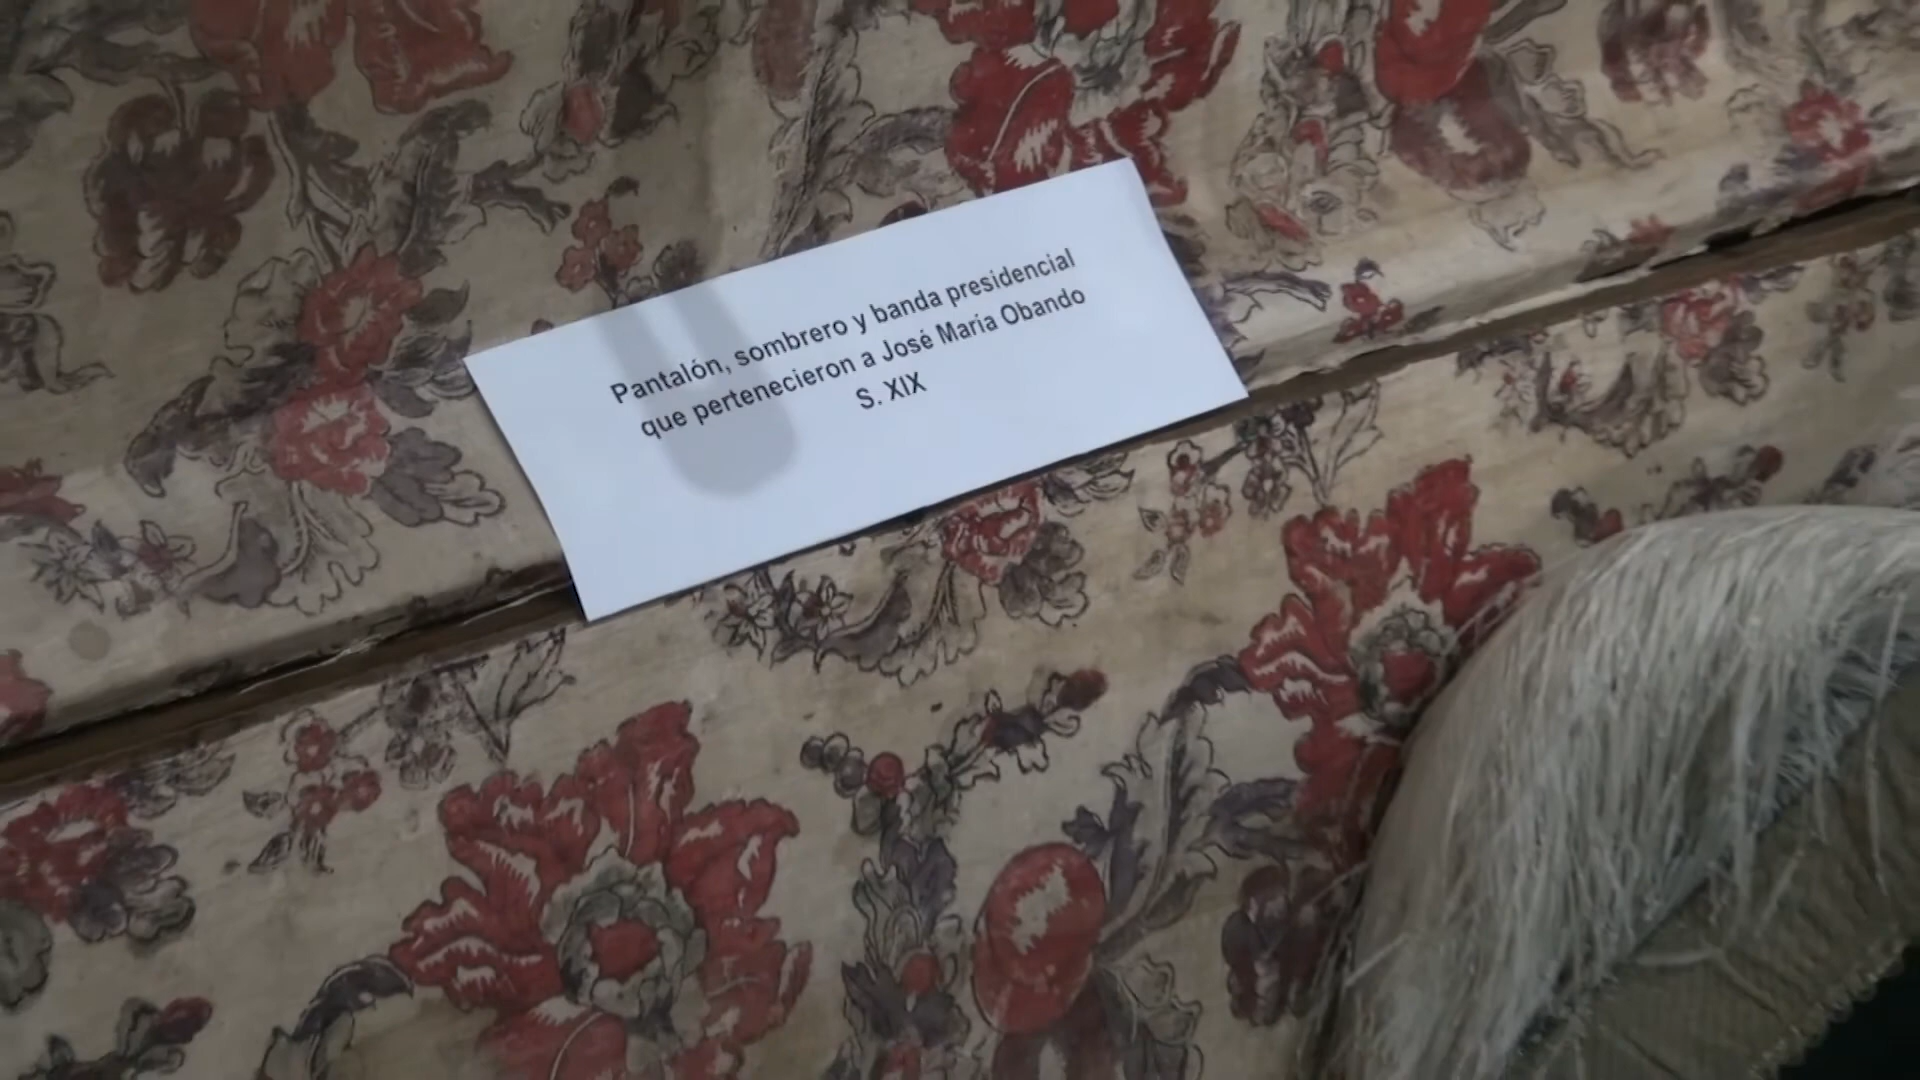 Pantalón, sombrero y banda presidencial
que pertenecieron a José María Obando
S. XIX